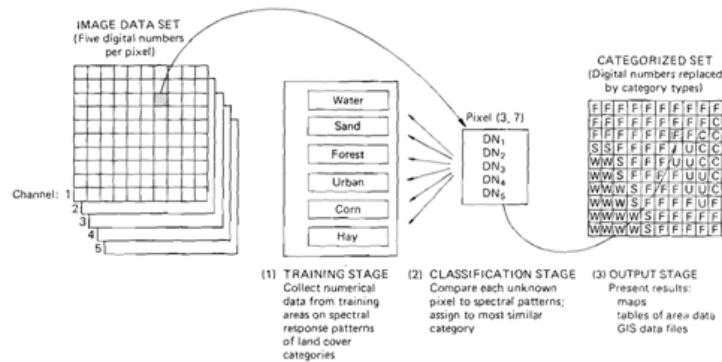 IMAGE DATA SET
(Five digital numbers
per pixel)
Channel: 1
2
3
4
5
Water
Sand
Forest
Urban
Corn
Hay
Pixel (3, 7)
DN1
DN2
DN3
DN4
DN5
CATEGORIZED SET
(Digital numbers replaced
by category types)
(1) TRAINING STAGE
Collect numerical
data from training
areas on spectral
response patterns
of land cover
categories
(2) CLASSIFICATION STAGE
Compare each unknown
pixel to spectral patterns;
assign to most similar
category
(3) OUTPUT STAGE
Present results:
maps
tables of area data
GIS data files